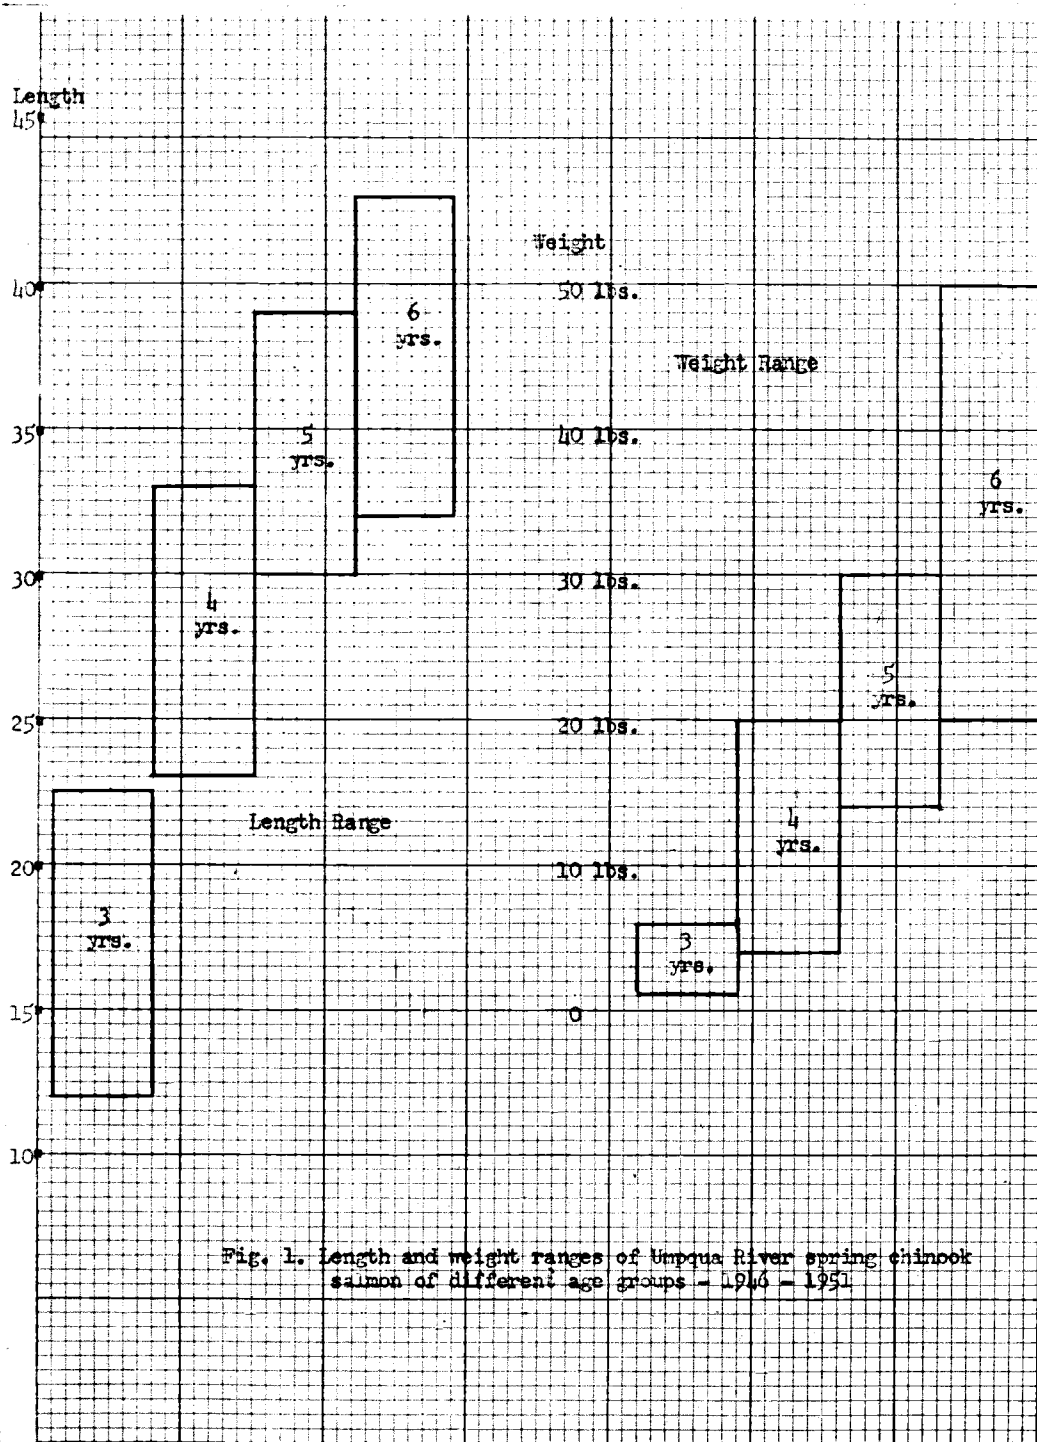 Length
45"
40"
35"
30"
25"
20"
15"
10"
3
yrs.
4
yrs.
5
yrs.
6
yrs.
Length Range
Weight
50 lbs.
40 lbs.
30 lbs.
20 lbs.
10 lbs.
0
Weight Range
3
yrs.
4
yrs.
5
yrs.
6
yrs.
Fig. 1. Length and weight ranges of Umpqua River spring chinook
salmon of different age groups - 1946 - 1951